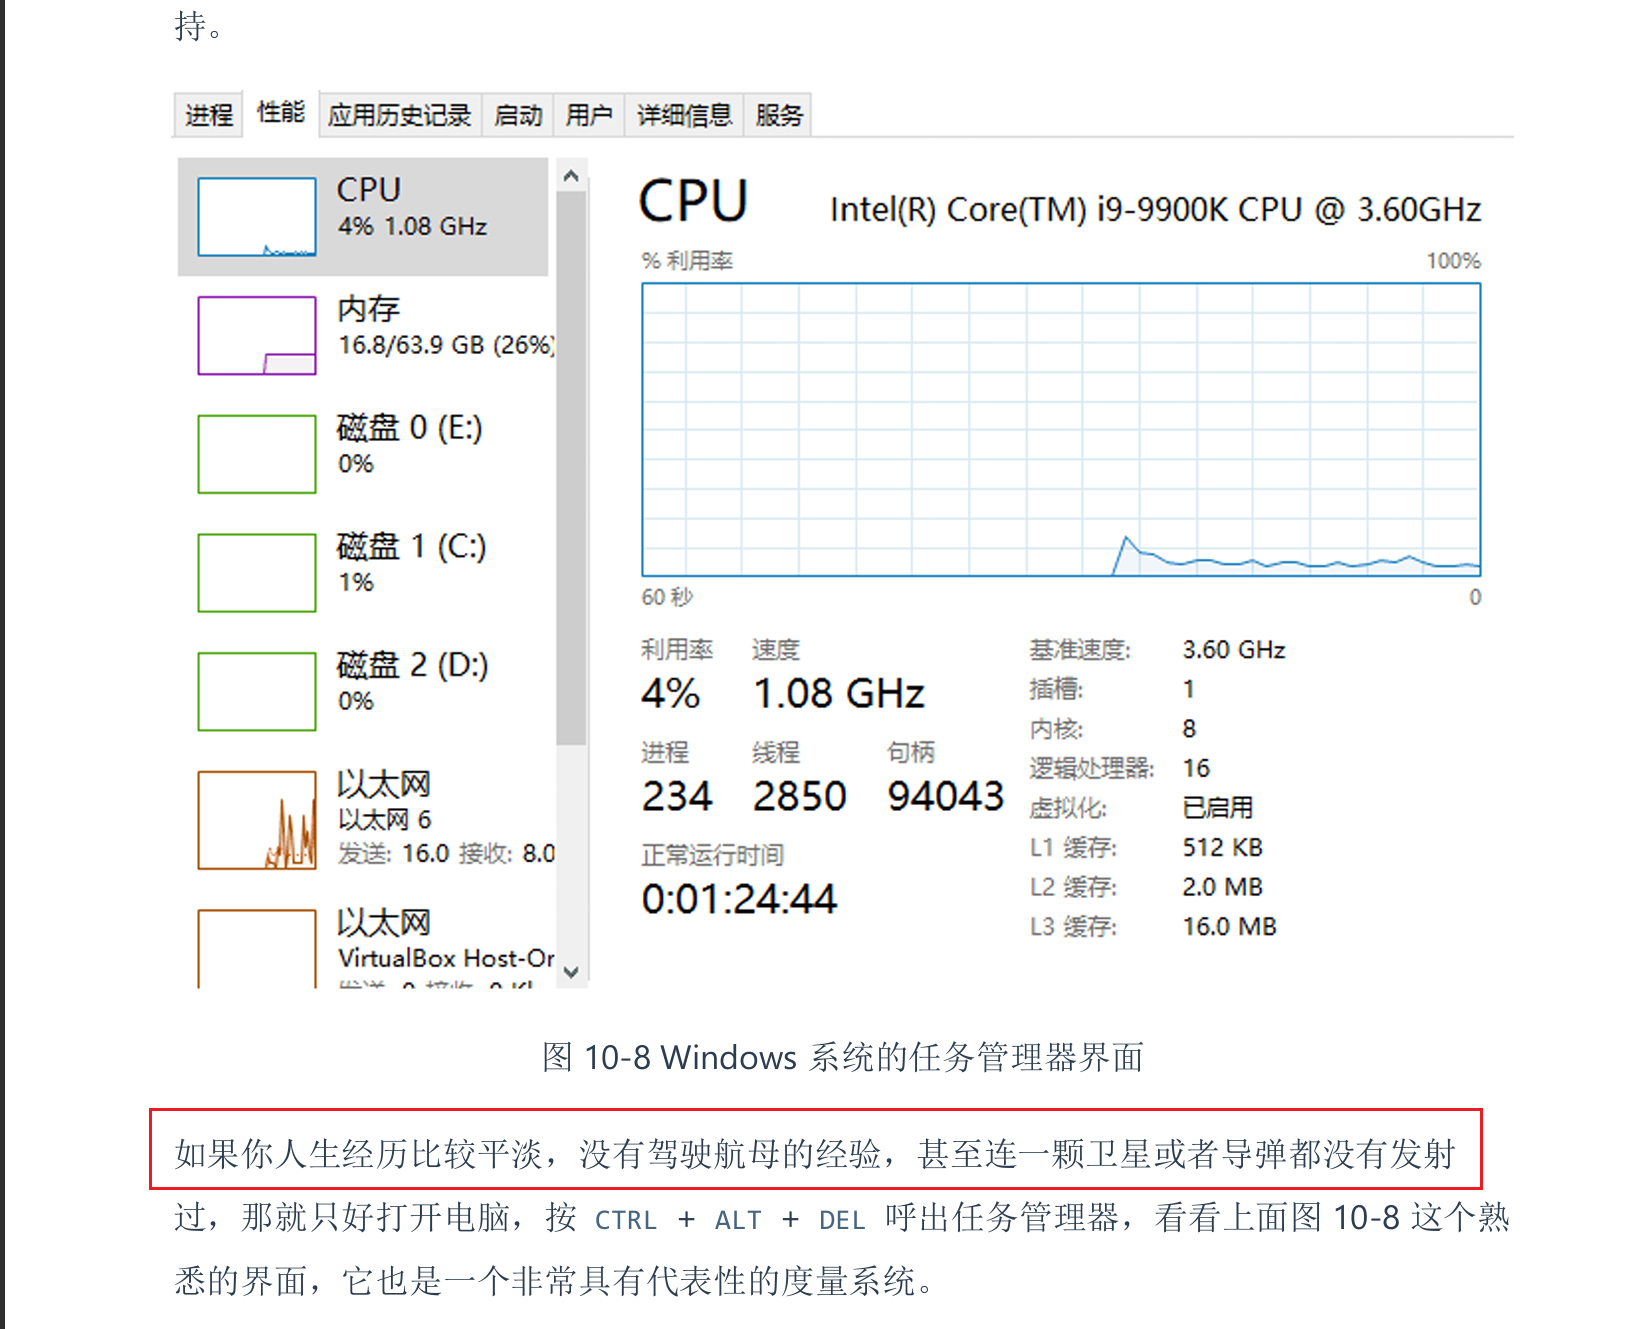 持。
进程 性能 应用历史记录 启动 用户 详细信息 服务
CPU
4% 1.08 GHz
内存
16.8/63.9 GB (26%)
磁盘 0 (E:)
0%
磁盘 1 (C:)
1%
磁盘 2 (D:)
0%
以太网
以太网 6
发送: 16.0 接收: 8.0
以太网
VirtualBox Host-Or
发送: 0 接收: 0 Kl
CPU Intel(R) Core(TM) i9-9900K CPU @ 3.60GHz
% 利用率 100%
60 秒 0
利用率 速度
4% 1.08 GHz
进程 线程 句柄
234 2850 94043
正常运行时间
0:01:24:44
基准速度: 3.60 GHz
插槽: 1
内核: 8
逻辑处理器: 16
虚拟化: 已启用
L1 缓存: 512 KB
L2 缓存: 2.0 MB
L3 缓存: 16.0 MB
图 10-8 Windows 系统的任务管理器界面
如果你人生经历比较平淡，没有驾驶航母的经验，甚至连一颗卫星或者导弹都没有发射
过，那就只好打开电脑，按 CTRL + ALT + DEL 呼出任务管理器，看看上面图 10-8 这个熟
悉的界面，它也是一个非常具有代表性的度量系统。